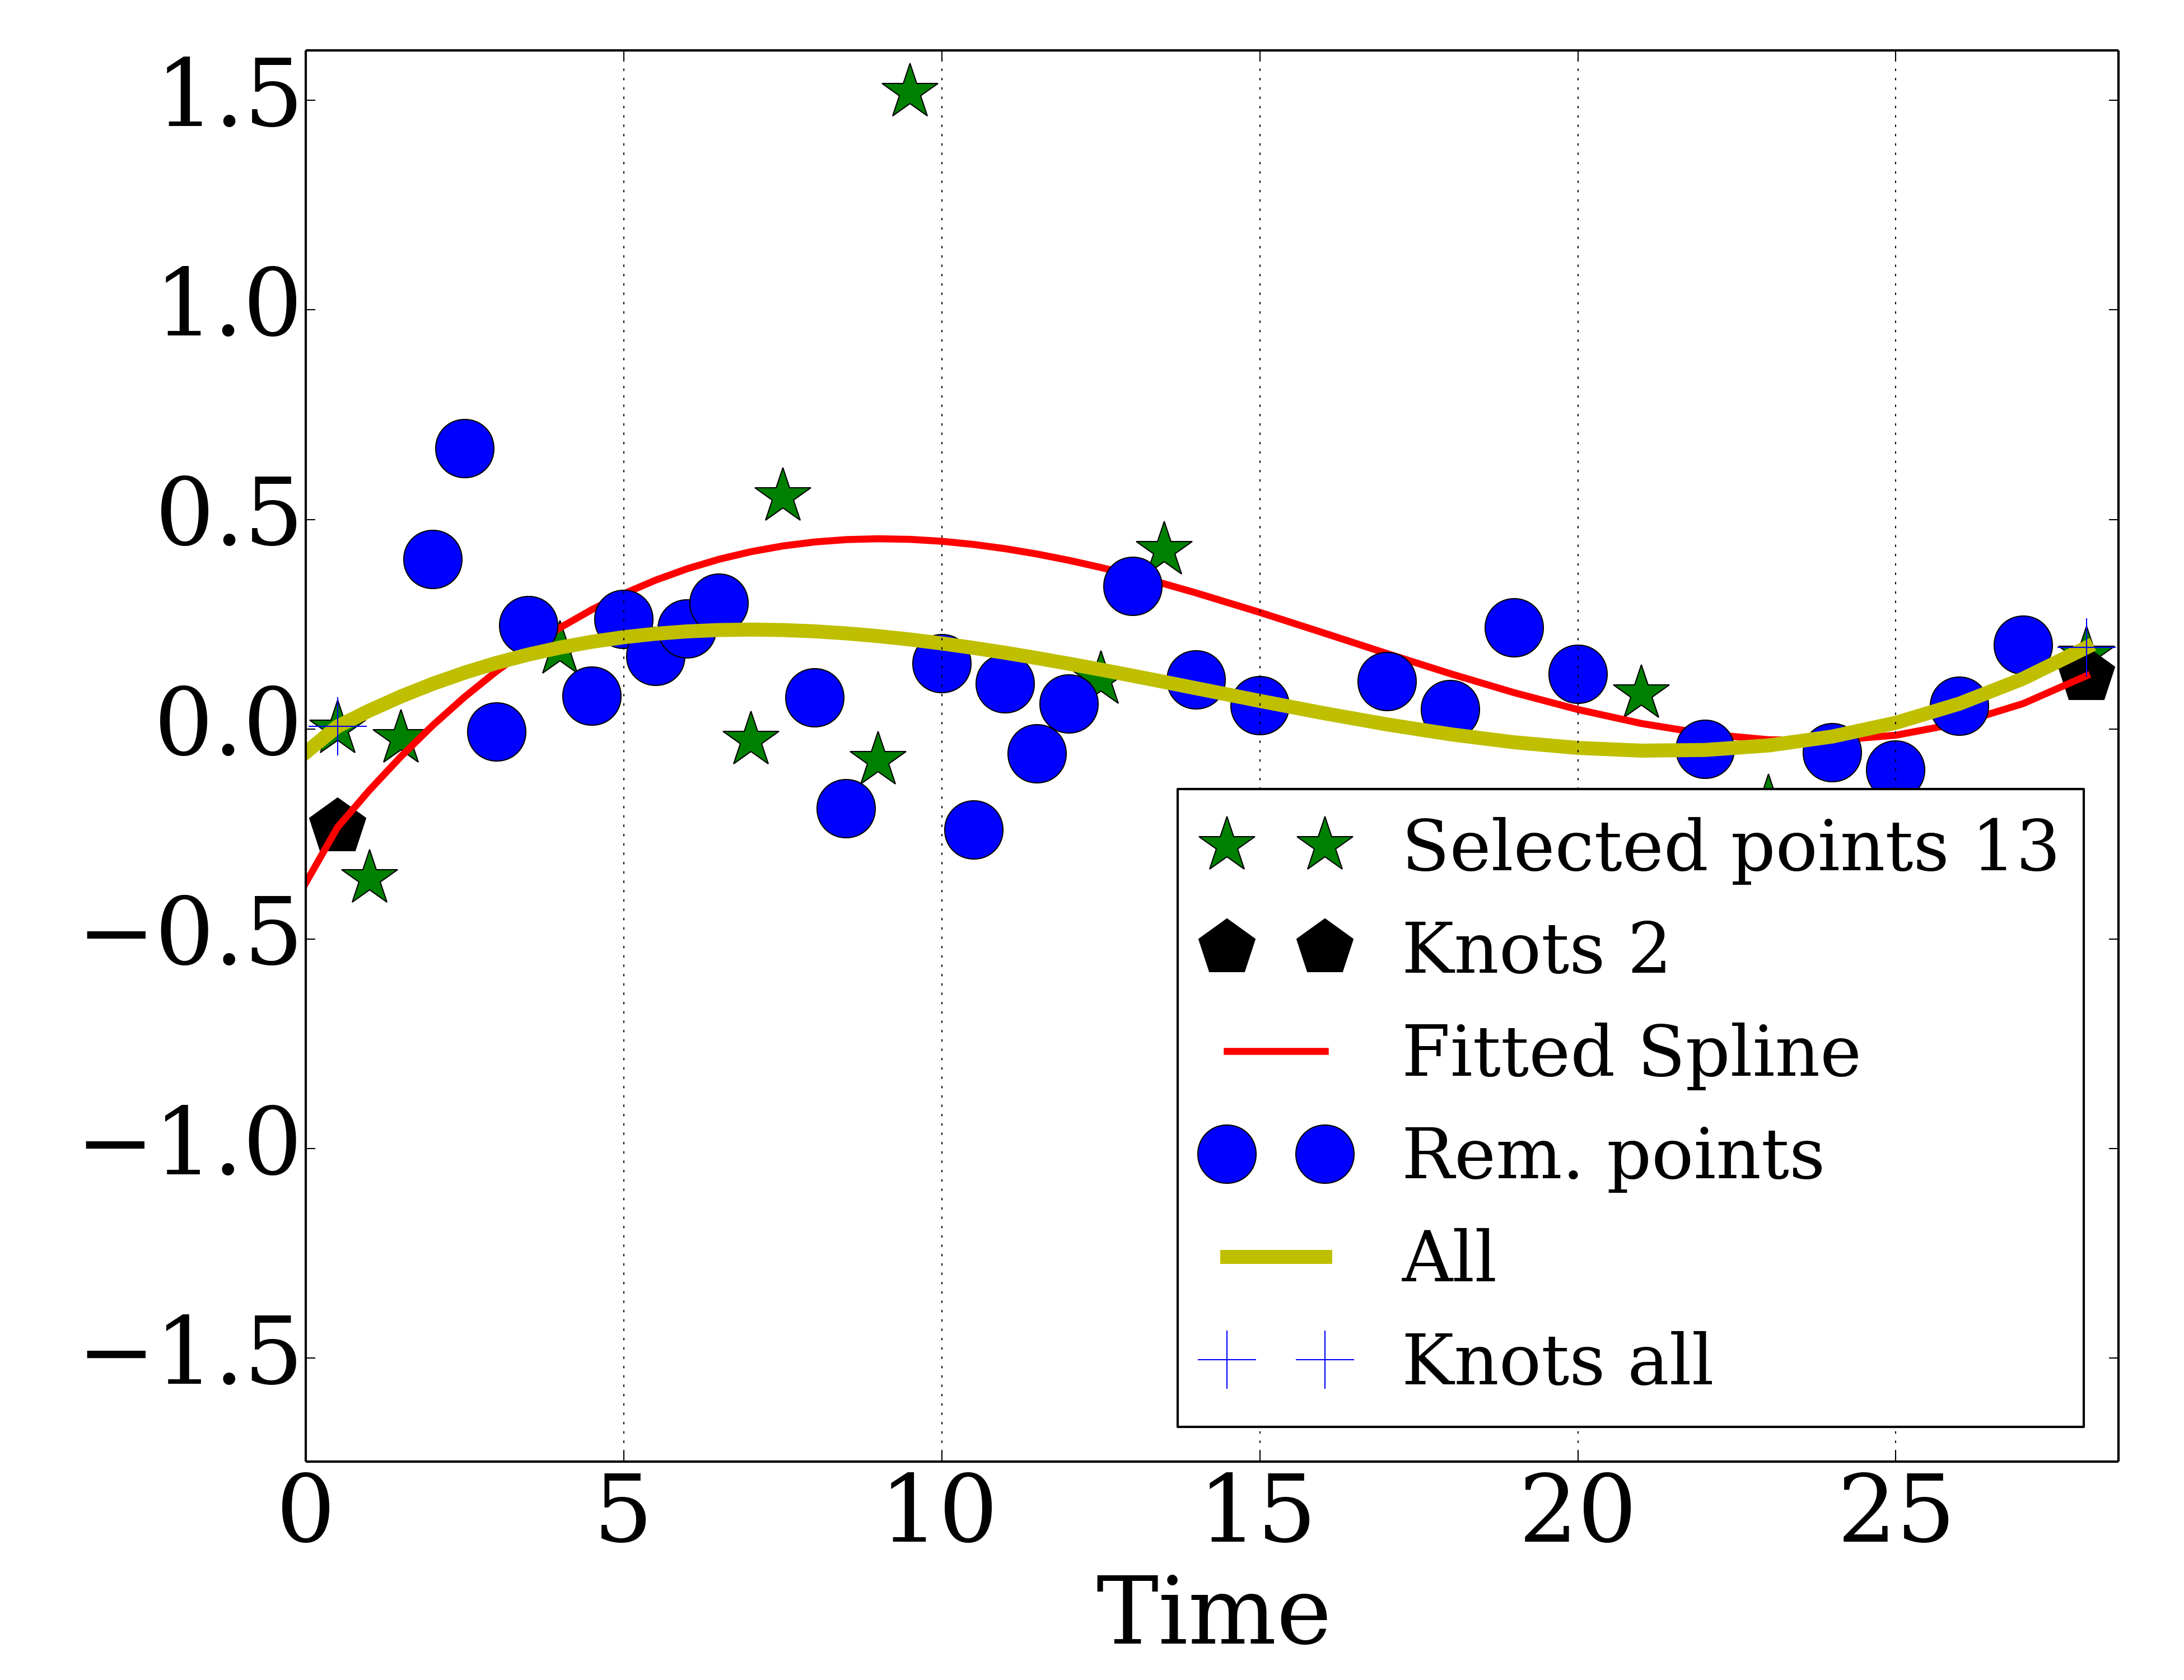 1.5
1.0
0.5
0.0
−0.5
−1.0
−1.5
Selected points 13
Knots 2
Fitted Spline
Rem. points
All
Knots all
0 5 10 15 20 25
Time